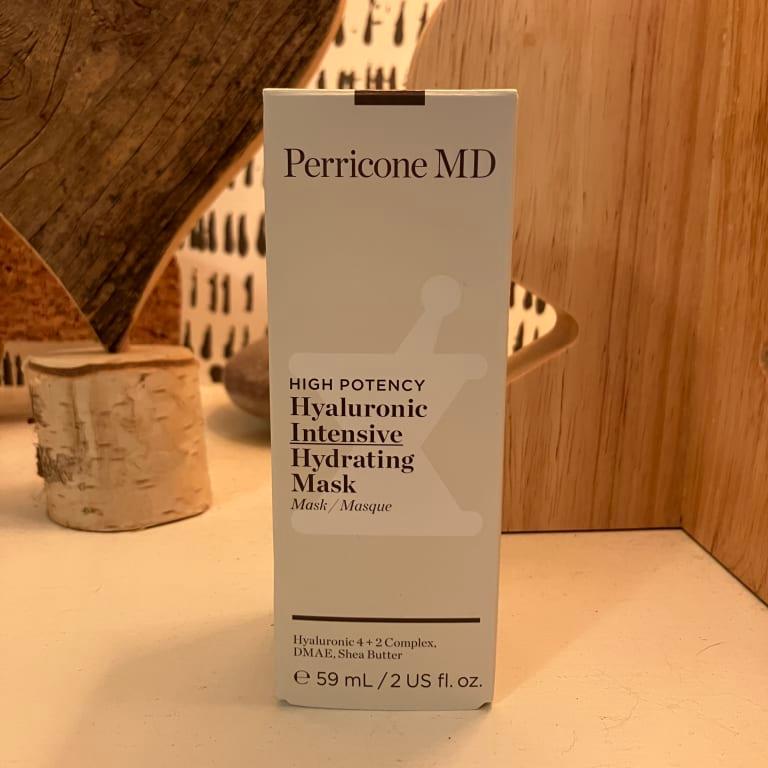 Perricone MD
HIGH POTENCY
Hyaluronic
Intensive
Hydrating
Mask
Mask / Masque
Hyaluronic 4 + 2 Complex,
DMAE, Shea Butter
℮ 59 mL / 2 US fl. oz.